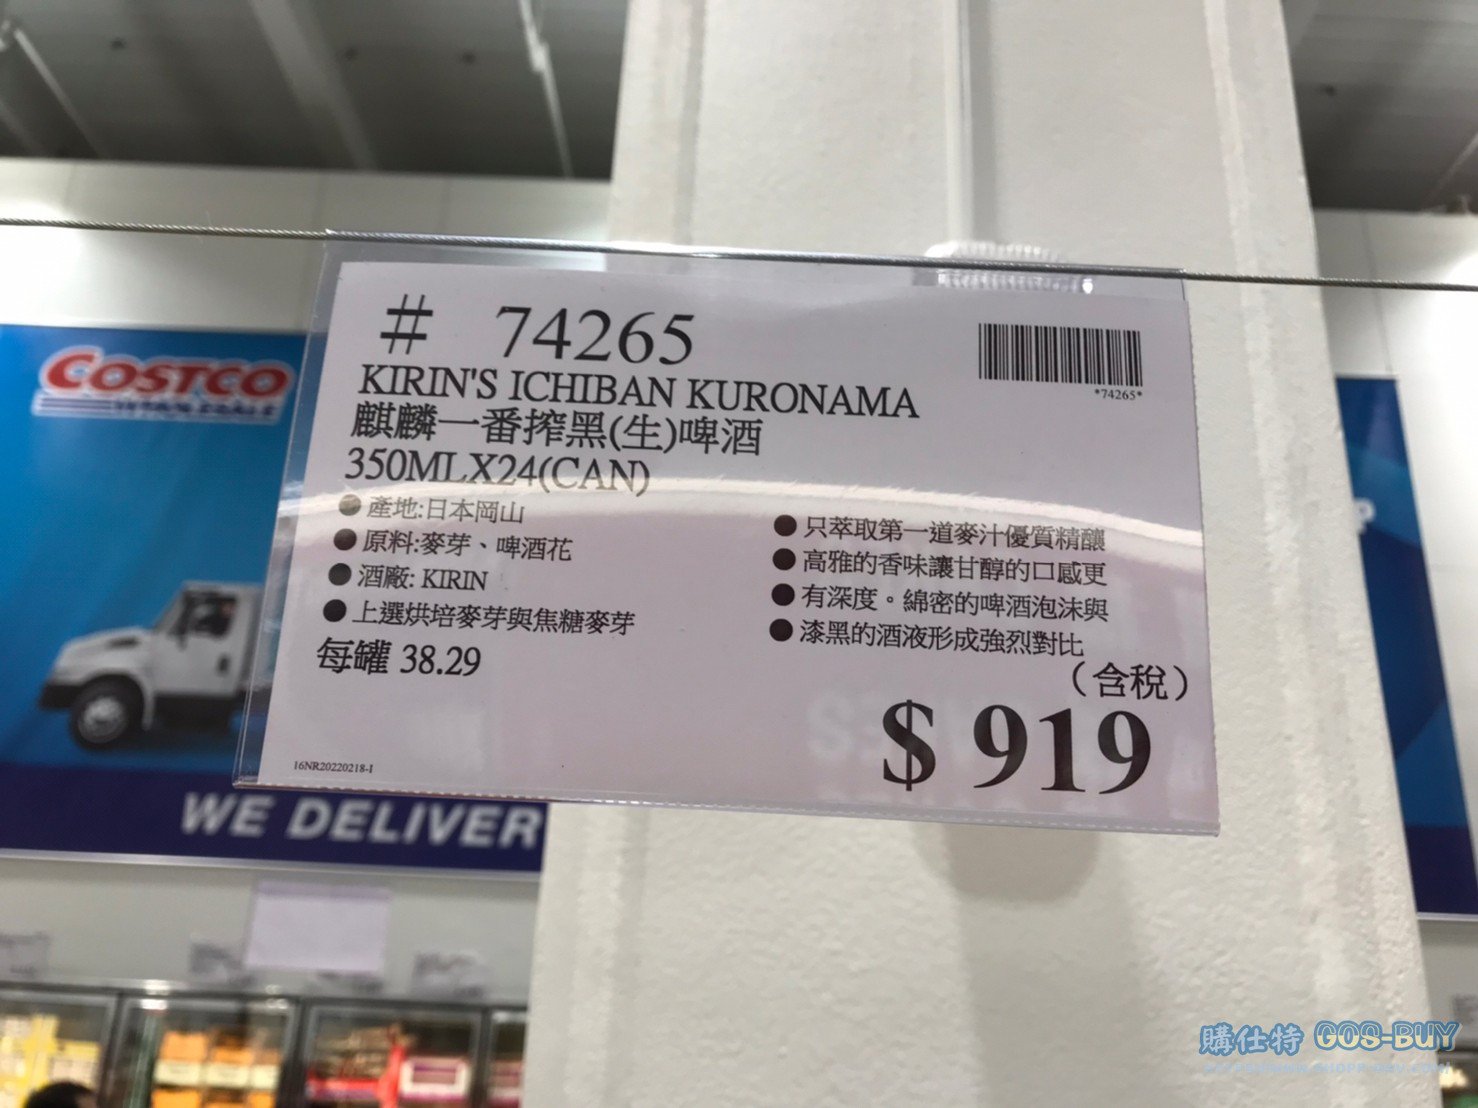 # 74265
*74265*
KIRIN'S ICHIBAN KURONAMA
麒麟一番搾黑(生)啤酒
350MLX24(CAN)
●產地:日本岡山
●原料:麥芽、啤酒花
●酒廠: KIRIN
●上選烘培麥芽與焦糖麥芽
每罐 38.29
●只萃取第一道麥汁優質精釀
●高雅的香味讓甘醇的口感更
●有深度。綿密的啤酒泡沫與
●漆黑的酒液形成強烈對比
(含稅)
$ 919
16NR20220218-I
COSTCO
WHOLESALE
WE DELIVER
購仕特 GOS-BUY